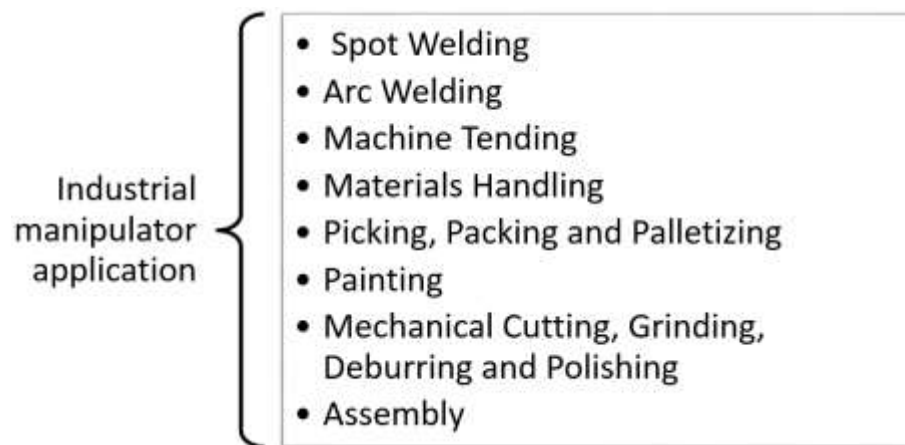 Industrial
manipulator
application
• Spot Welding
• Arc Welding
• Machine Tending
• Materials Handling
• Picking, Packing and Palletizing
• Painting
• Mechanical Cutting, Grinding,
Deburring and Polishing
• Assembly